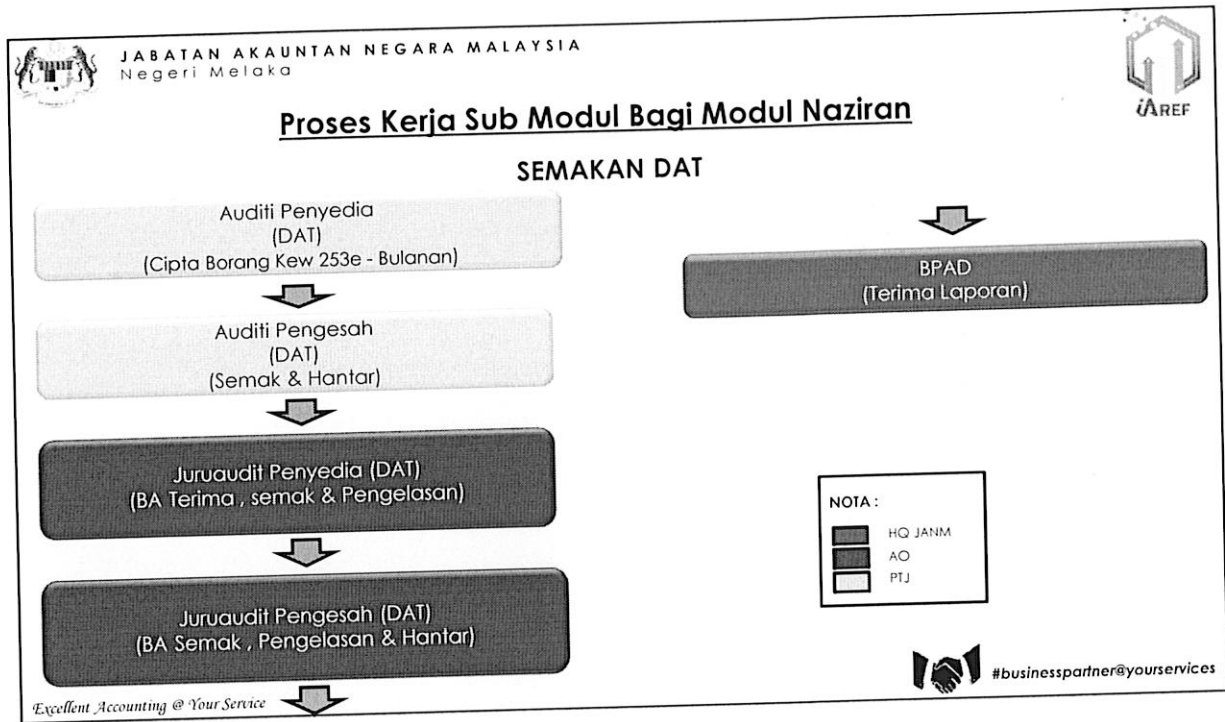 JABATAN AKAUNTAN NEGARA MALAYSIA
Negeri Melaka
iAREF
Proses Kerja Sub Modul Bagi Modul Naziran
SEMAKAN DAT
Auditi Penyedia
(DAT)
(Cipta Borang Kew 253e - Bulanan)
Auditi Pengesah
(DAT)
(Semak & Hantar)
Juruaudit Penyedia (DAT)
(BA Terima , semak & Pengelasan)
Juruaudit Pengesah (DAT)
(BA Semak , Pengelasan & Hantar)
BPAD
(Terima Laporan)
NOTA :
HQ JANM
AO
PTJ
Excellent Accounting @ Your Service
#businesspartner@yourservices